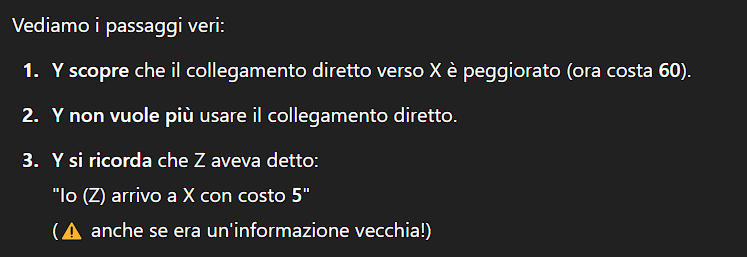 Vediamo i passaggi veri:
1. Y scopre che il collegamento diretto verso X è peggiorato (ora costa 60).
2. Y non vuole più usare il collegamento diretto.
3. Y si ricorda che Z aveva detto:
"Io (Z) arrivo a X con costo 5"
(⚠️ anche se era un'informazione vecchia!)